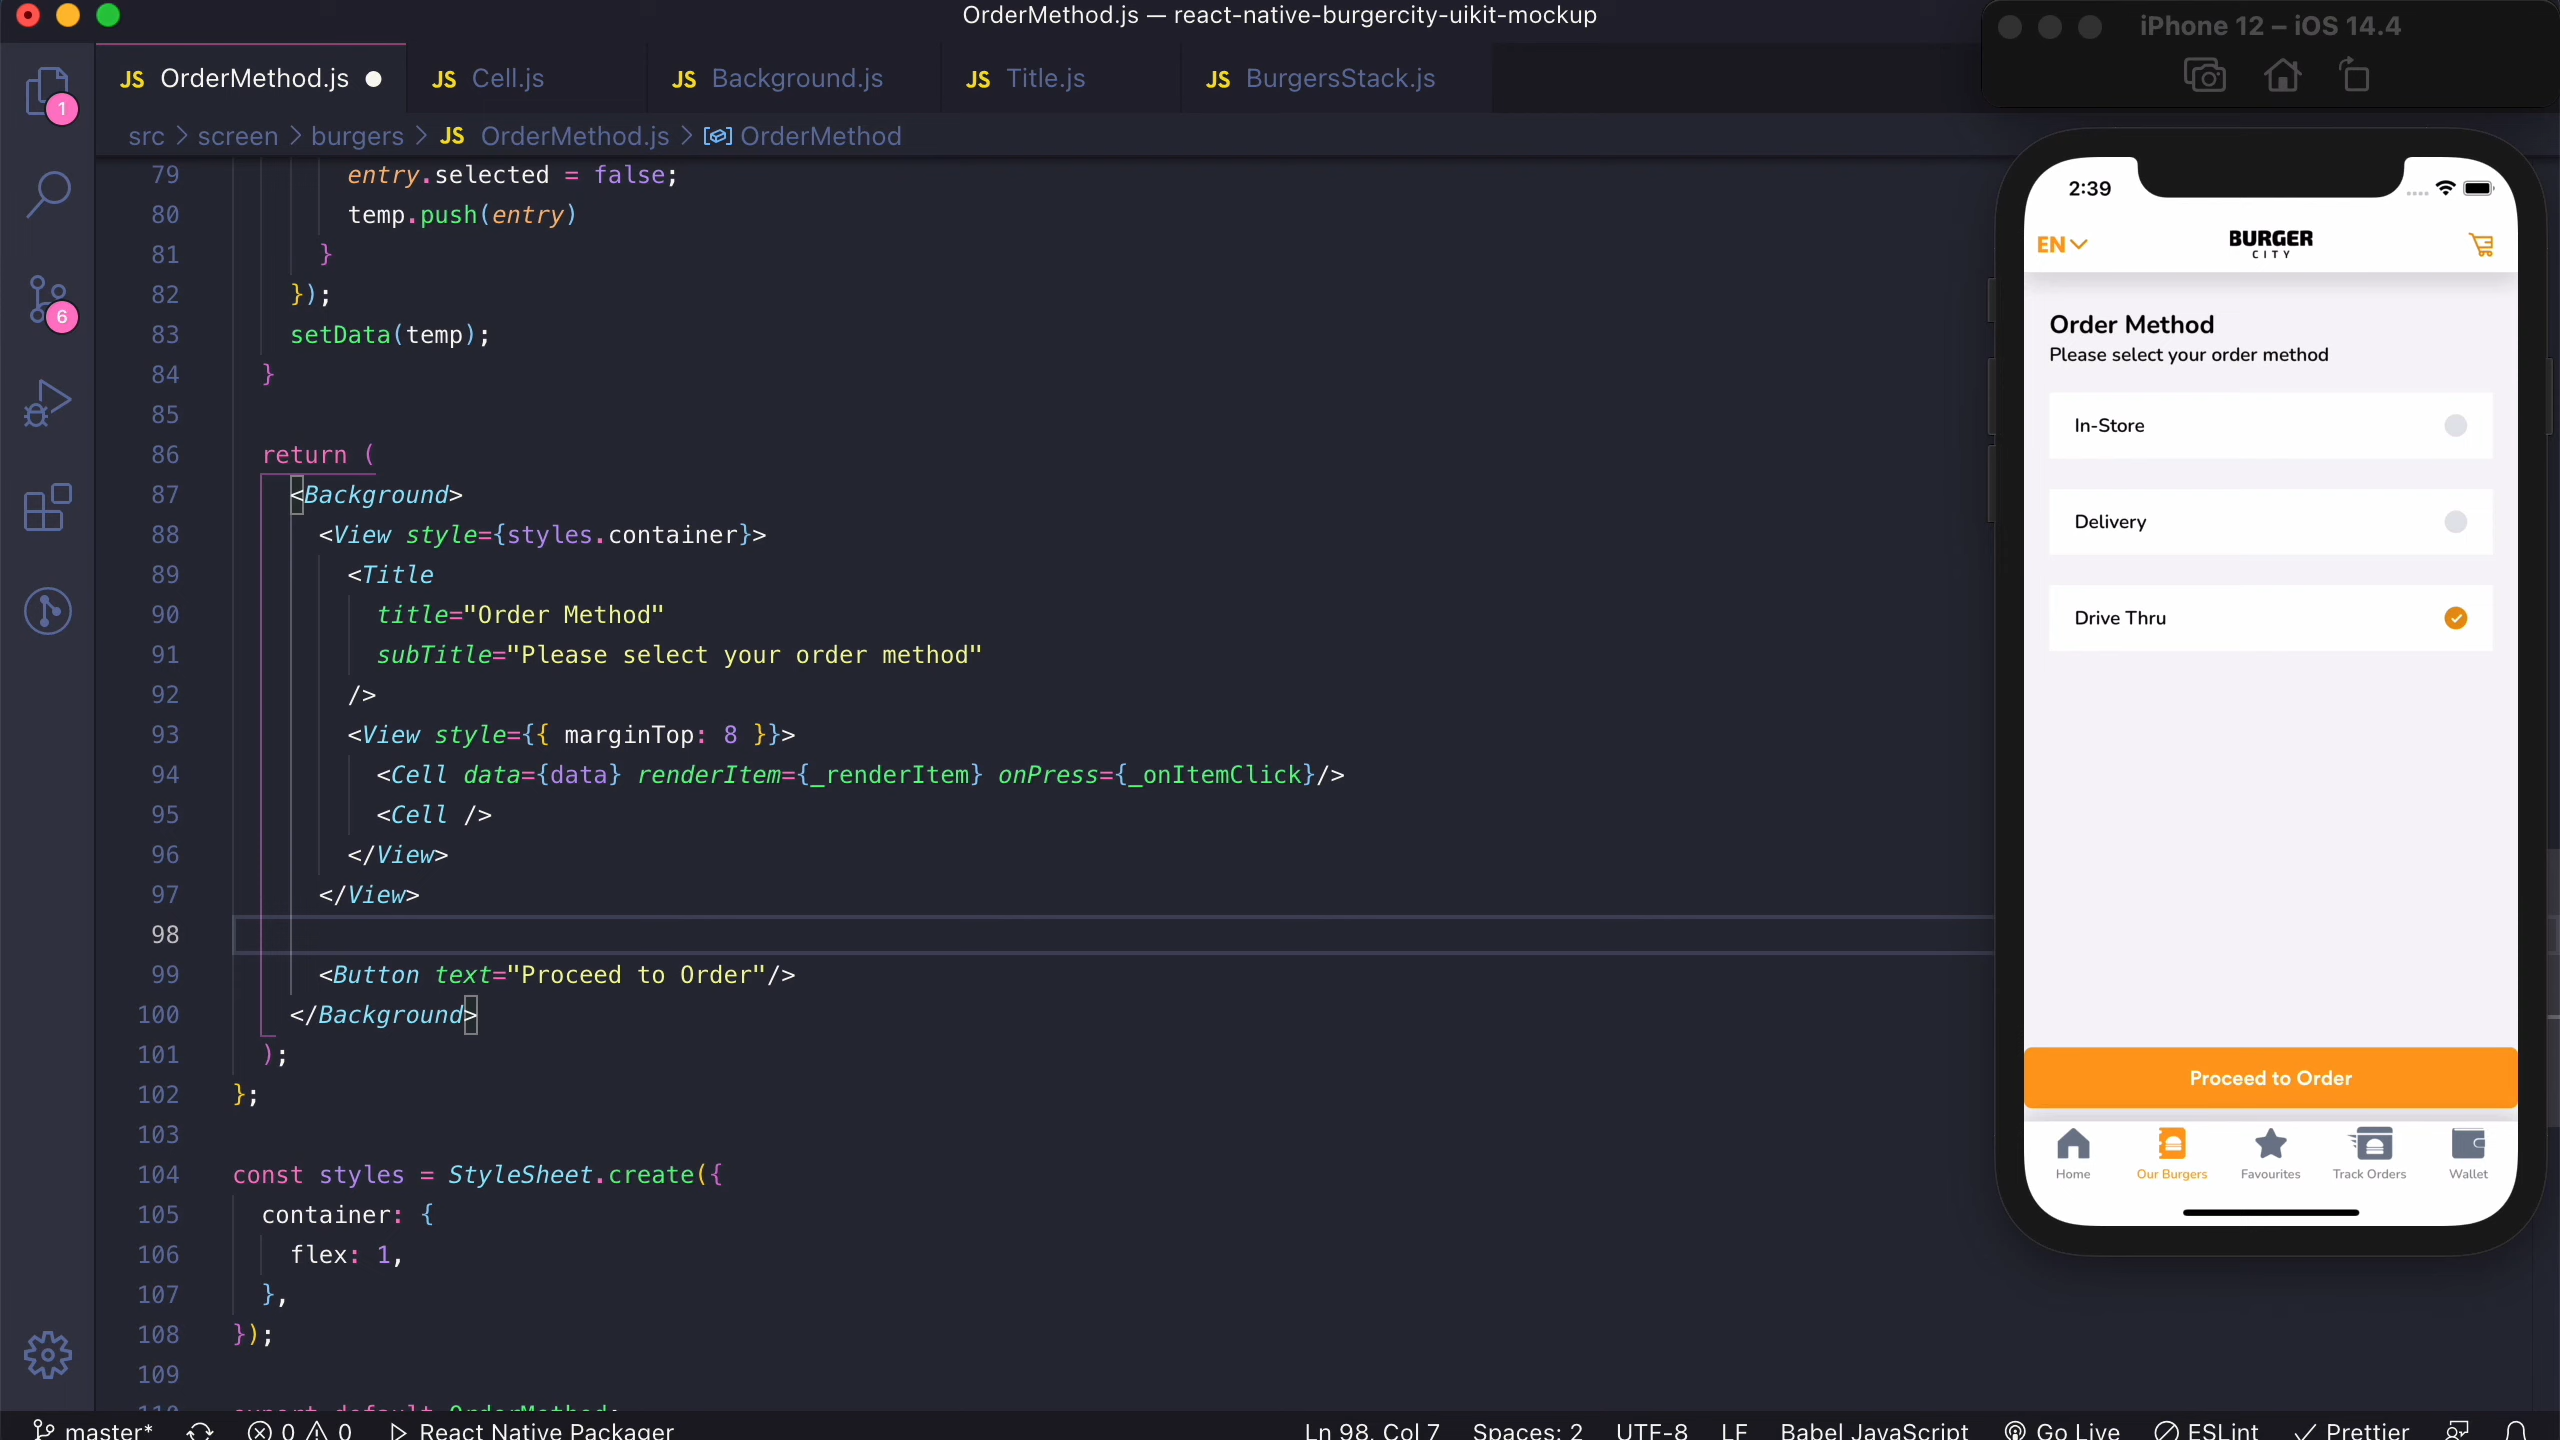 OrderMethod.js — react-native-burgercity-uikit-mockup
JS OrderMethod.js
JS Cell.js
JS Background.js
JS Title.js
JS BurgersStack.js
src > screen > burgers > JS OrderMethod.js > OrderMethod
1
6
79 entry.selected = false;
80 temp.push(entry)
81 }
82 });
83 setData(temp);
84 }
85
86 return (
87 <Background>
88 <View style={styles.container}>
89 <Title
90 title="Order Method"
91 subTitle="Please select your order method"
92 />
93 <View style={{ marginTop: 8 }}>
94 <Cell data={data} renderItem={_renderItem} onPress={_onItemClick}/>
95 <Cell />
96 </View>
97 </View>
98
99 <Button text="Proceed to Order"/>
100 </Background>
101 );
102 };
103
104 const styles = StyleSheet.create({
105 container: {
106 flex: 1,
107 },
108 });
109
110 export default OrderMethod;
master* 0 0 React Native Packager
Ln 98, Col 7 Spaces: 2 UTF-8 LF Babel JavaScript Go Live ESLint Prettier
iPhone 12 – iOS 14.4
2:39
EN
BURGER
CITY
Order Method
Please select your order method
In-Store
Delivery
Drive Thru
Proceed to Order
Home Our Burgers Favourites Track Orders Wallet